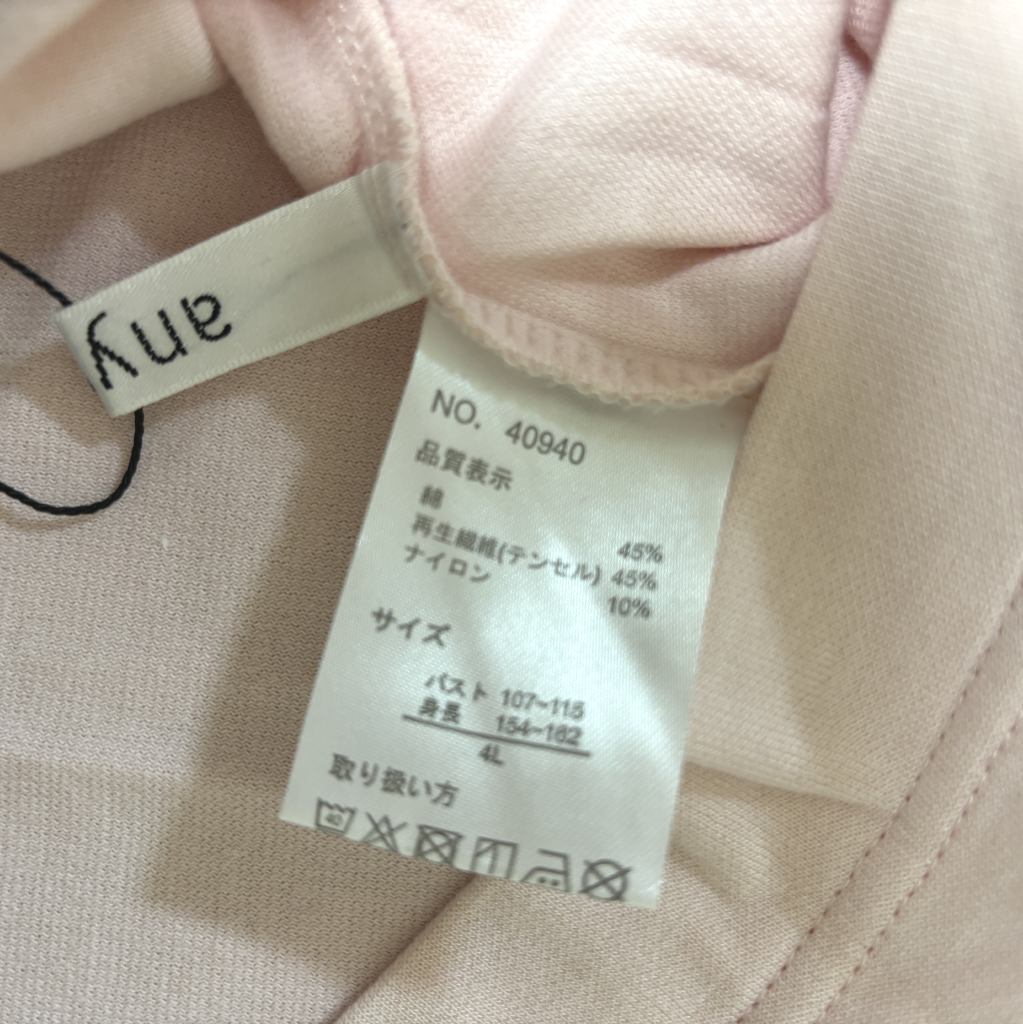 any
NO. 40940
品質表示
綿 45%
再生繊維(テンセル) 45%
ナイロン 10%
サイズ
バスト 107~115
身長 154~162
4L
取り扱い方
40